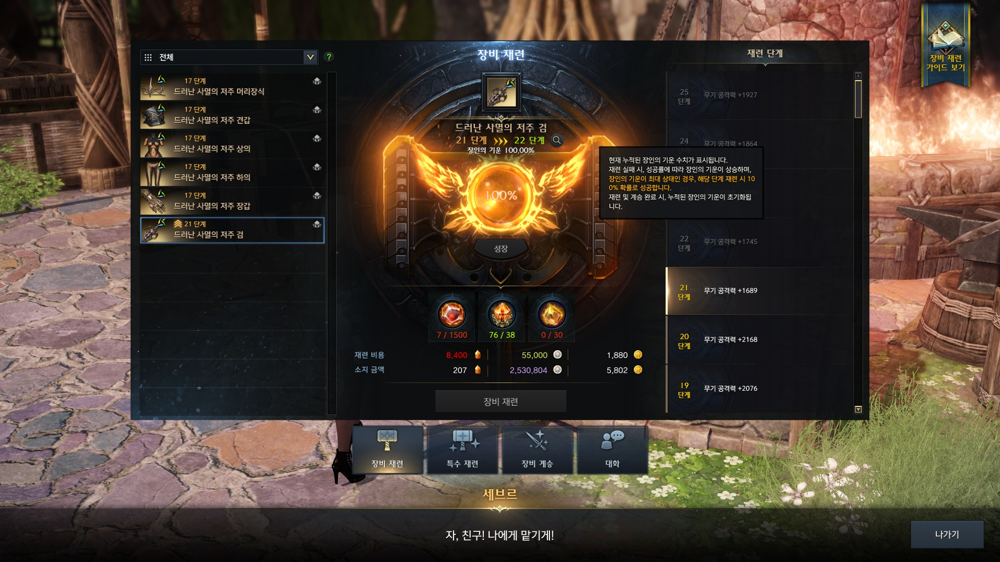 전체
?
17 단계
드러난 사멸의 저주 머리장식
17 단계
드러난 사멸의 저주 견갑
17 단계
드러난 사멸의 저주 상의
17 단계
드러난 사멸의 저주 하의
17 단계
드러난 사멸의 저주 장갑
21 단계
드러난 사멸의 저주 검
장비 재련
드러난 사멸의 저주 검
21 단계 22 단계
장인의 기운 100.00%
100%
성장
7 / 1500
76 / 38
0 / 30
재련 비용 8,400 55,000 1,880
소지 금액 207 2,530,804 5,802
장비 재련
현재 누적된 장인의 기운 수치가 표시됩니다.
재련 실패 시, 성공률에 따라 장인의 기운이 상승하며,
장인의 기운이 최대 상태인 경우, 해당 단계 재련 시 10
0% 확률로 성공합니다.
재련 및 계승 완료 시, 누적된 장인의 기운이 초기화됩
니다.
재련 단계
25
단계
무기 공격력 +1927
24
무기 공격력 +1864
22
단계
무기 공격력 +1745
21
단계
무기 공격력 +1689
20
단계
무기 공격력 +2168
19
단계
무기 공격력 +2076
장비 재련
가이드 보기
장비 재련
특수 재련
장비 계승
대화
세브르
자, 친구! 나에게 맡기게!
나가기